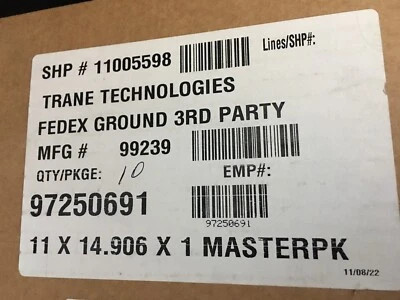 SHP # 11005598 Lines/SHP#:
TRANE TECHNOLOGIES
FEDEX GROUND 3RD PARTY
MFG # 99239
QTY/PKGE: 10 EMP#:
97250691
97250691
11 X 14.906 X 1 MASTERPK
11/08/22